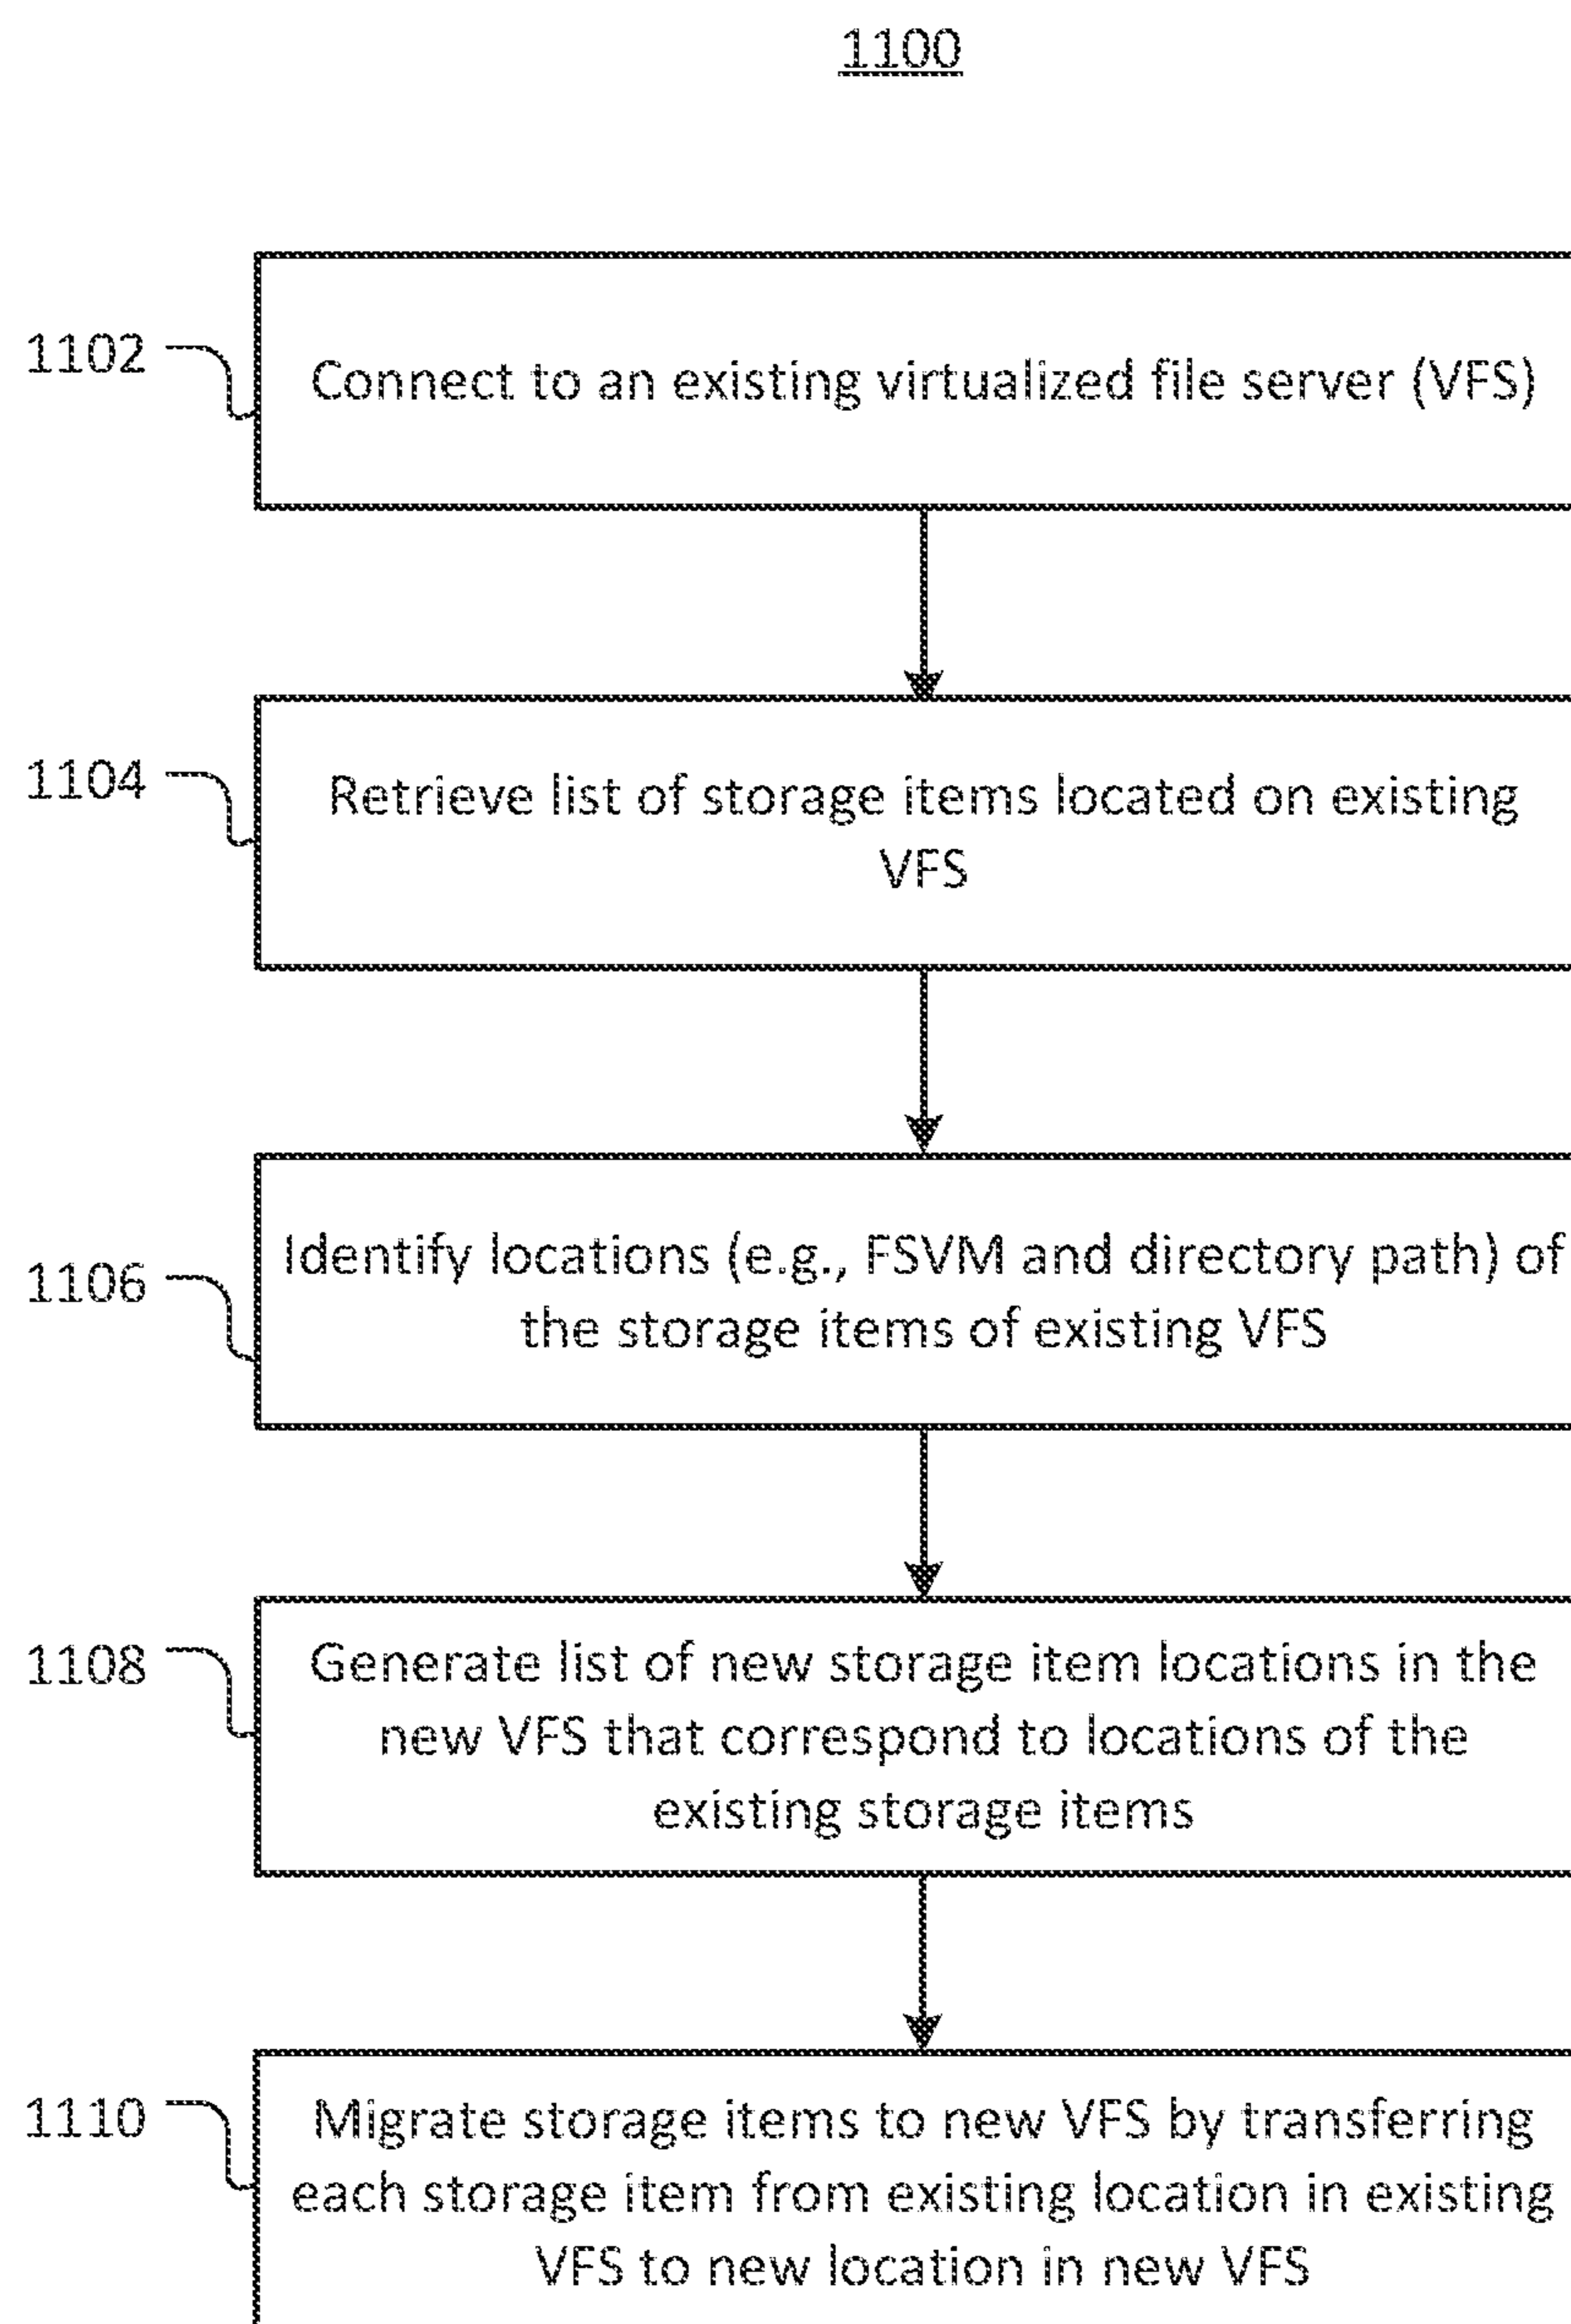 1100
1102
Connect to an existing virtualized file server (VFS)
1104
Retrieve list of storage items located on existing
VFS
1106
Identify locations (e.g., FSVM and directory path) of
the storage items of existing VFS
1108
Generate list of new storage item locations in the
new VFS that correspond to locations of the
existing storage items
1110
Migrate storage items to new VFS by transferring
each storage item from existing location in existing
VFS to new location in new VFS